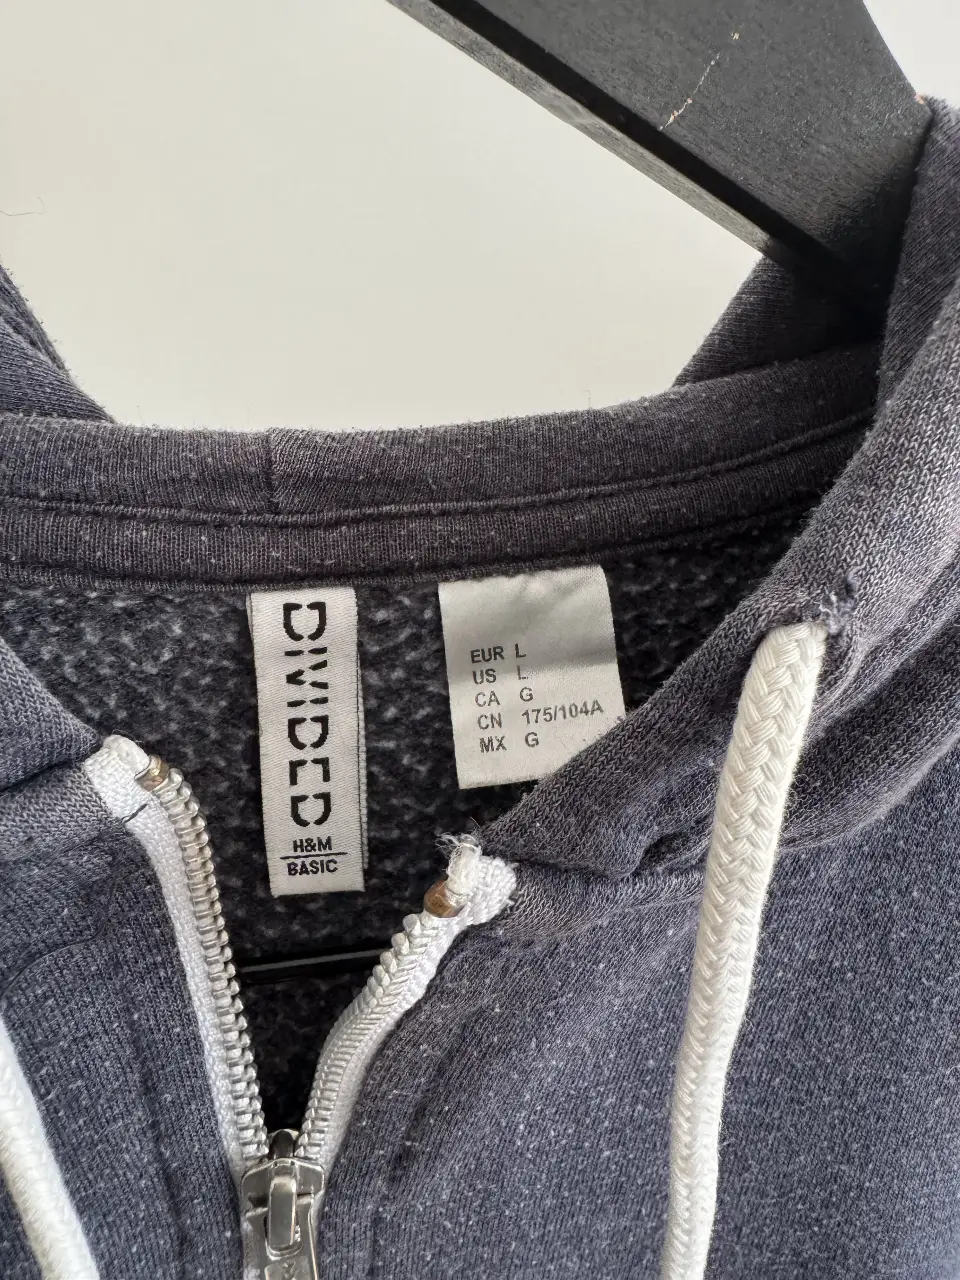 DIVIDED
H&M
BASIC
EUR L
US L
CA G
CN 175/104A
MX G